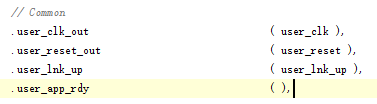 // Common
.user_clk_out ( user_clk ),
.user_reset_out ( user_reset ),
.user_lnk_up ( user_lnk_up ),
.user_app_rdy ( ),